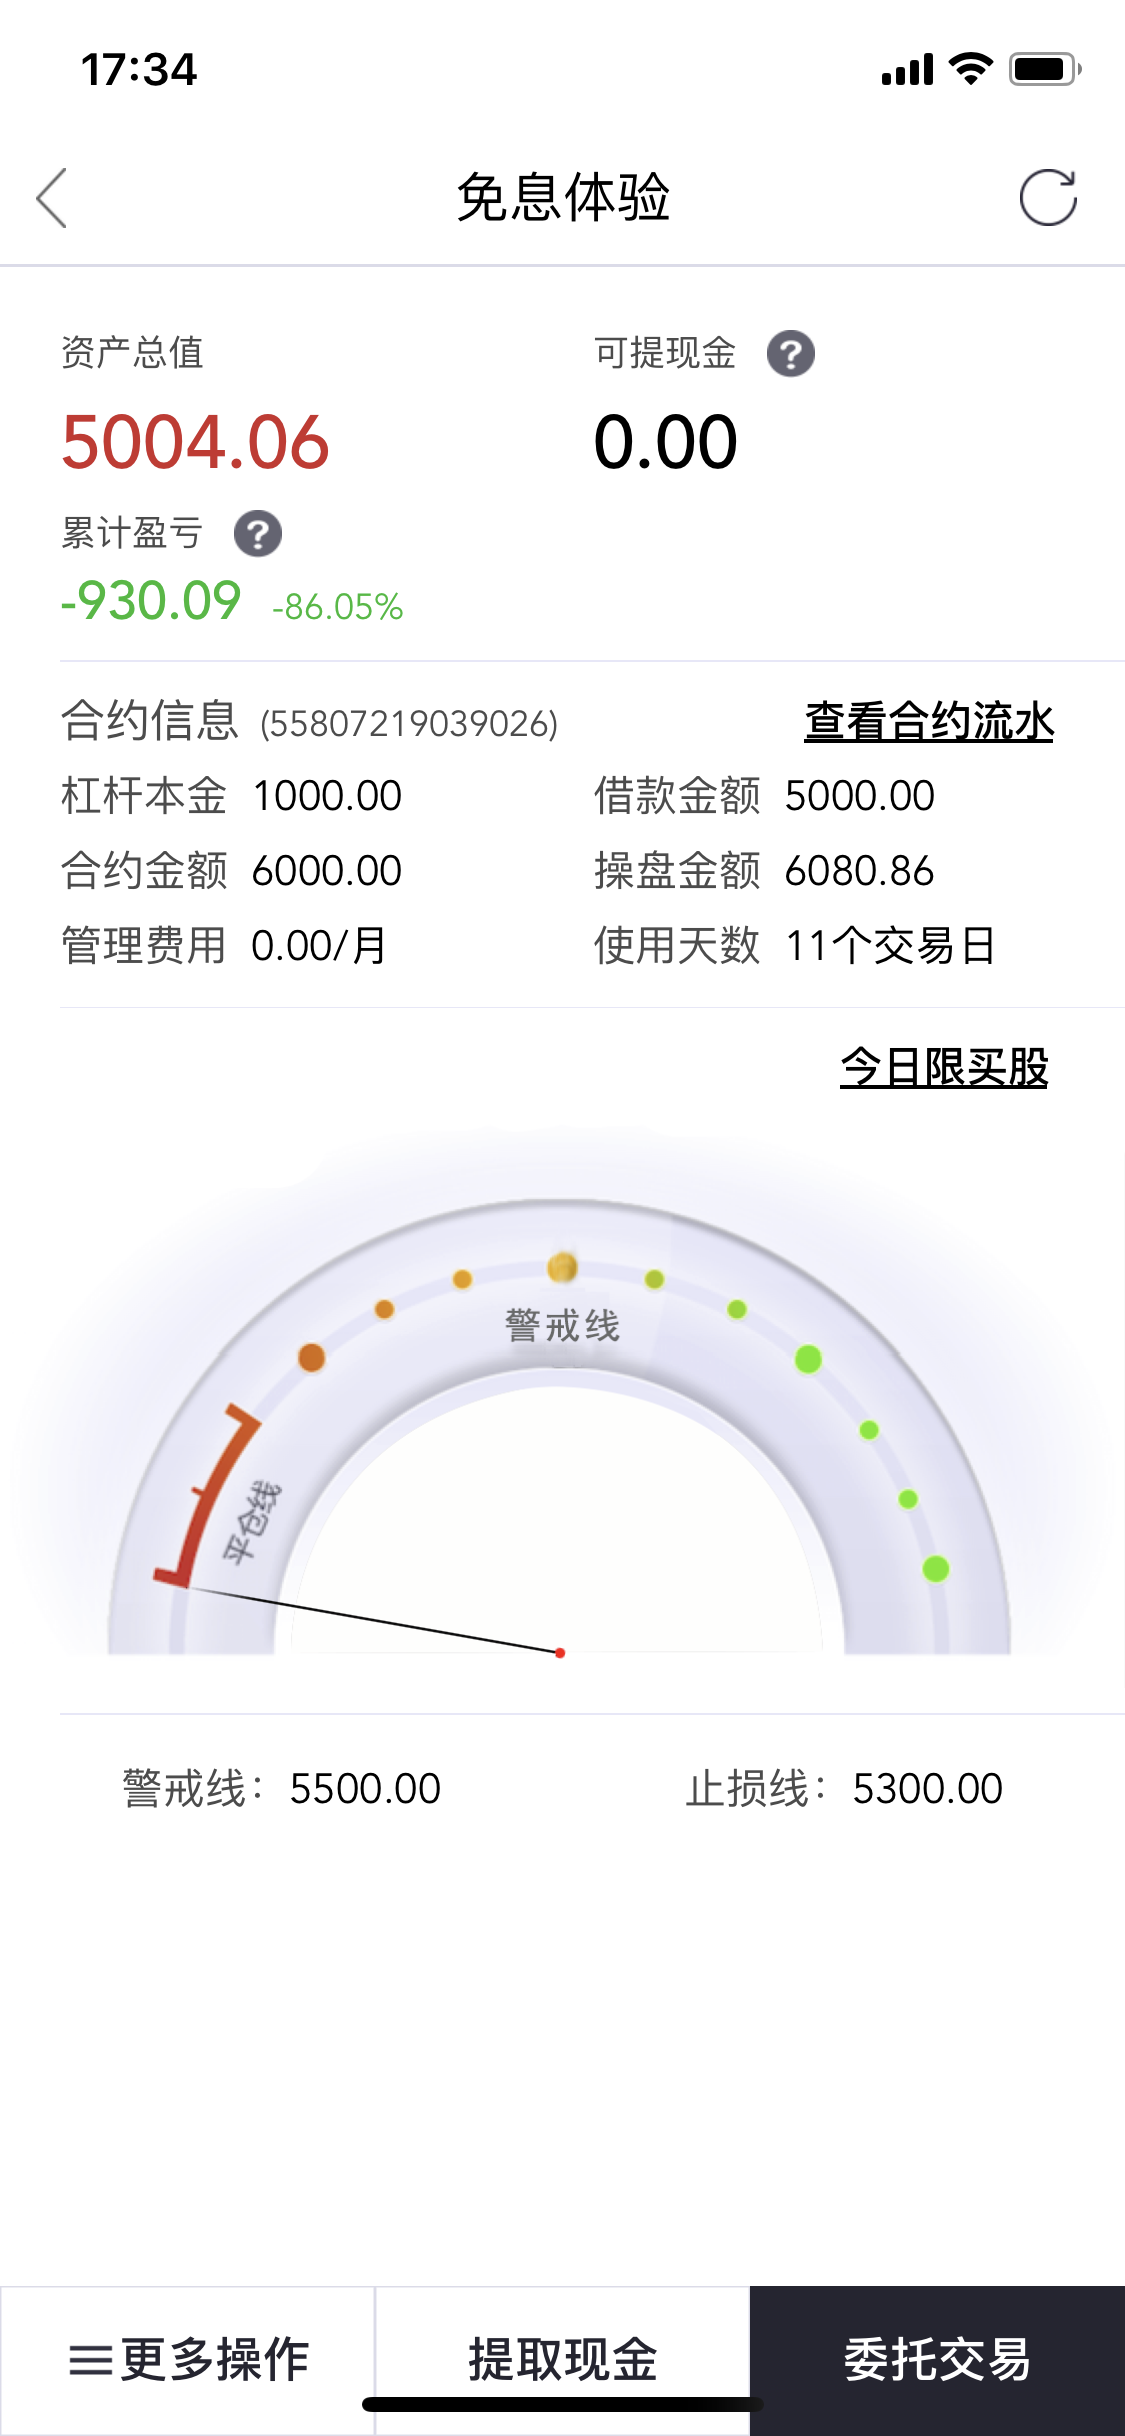 17:34
免息体验
资产总值 可提现金 ?
5004.06 0.00
累计盈亏 ?
-930.09 -86.05%
合约信息 (55807219039026) 查看合约流水
杠杆本金 1000.00 借款金额 5000.00
合约金额 6000.00 操盘金额 6080.86
管理费用 0.00/月 使用天数 11个交易日
今日限买股
警戒线
平仓线
警戒线: 5500.00 止损线: 5300.00
更多操作 提取现金 委托交易